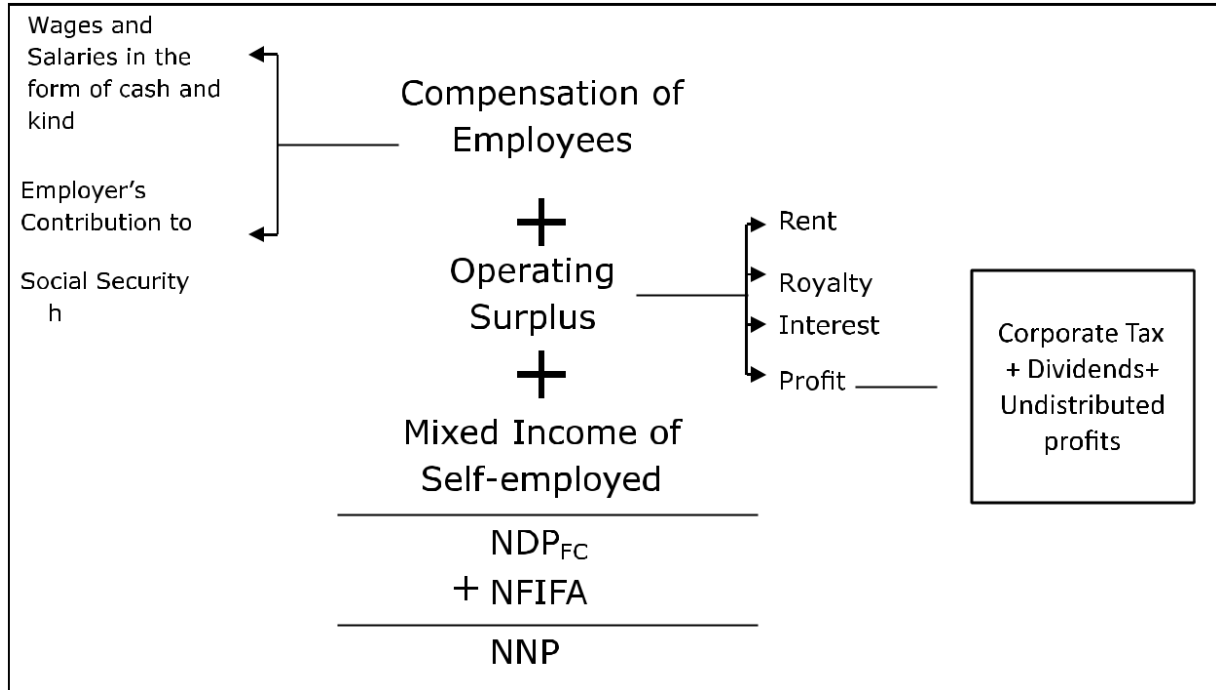 Wages and
Salaries in the
form of cash and
kind
Employer’s
Contribution to
Social Security
h
Compensation of
Employees
+
Operating
Surplus
+
Mixed Income of
Self-employed
NDPFC
+ NFIFA
NNP
Rent
Royalty
Interest
Profit
Corporate Tax
+ Dividends+
Undistributed
profits